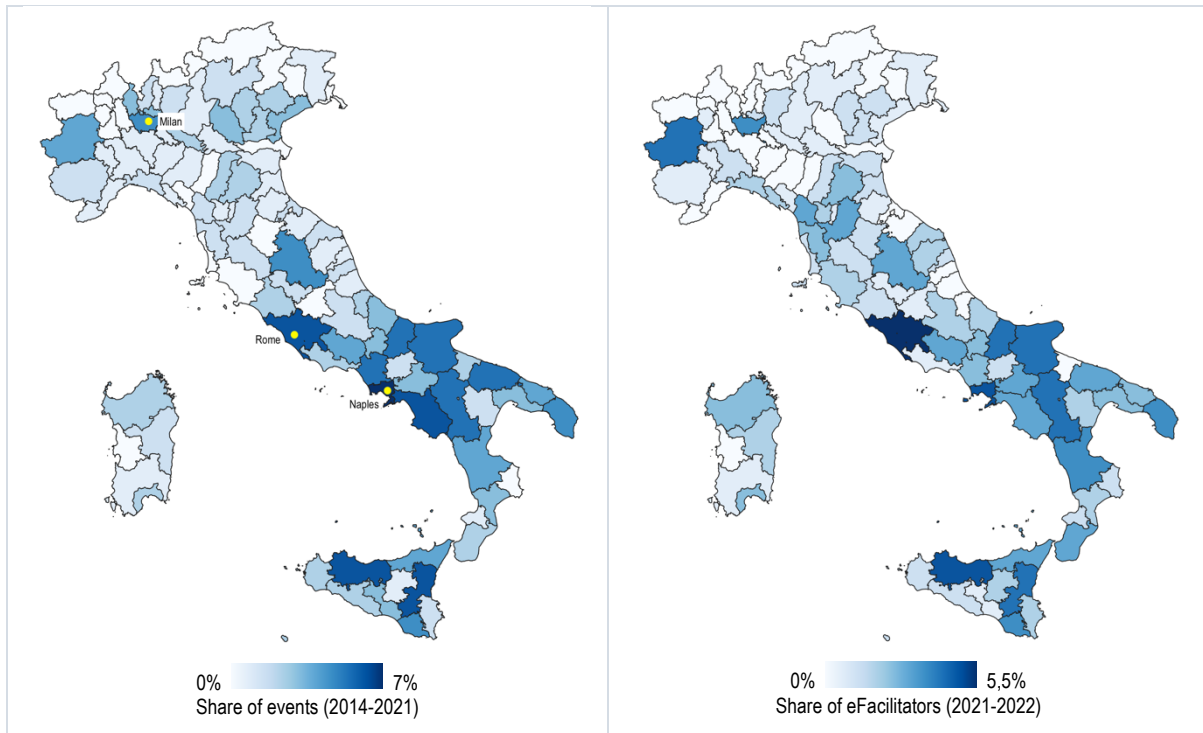 Milan
Rome
Naples
0% 7%
Share of events (2014-2021)
0% 5,5%
Share of eFacilitators (2021-2022)